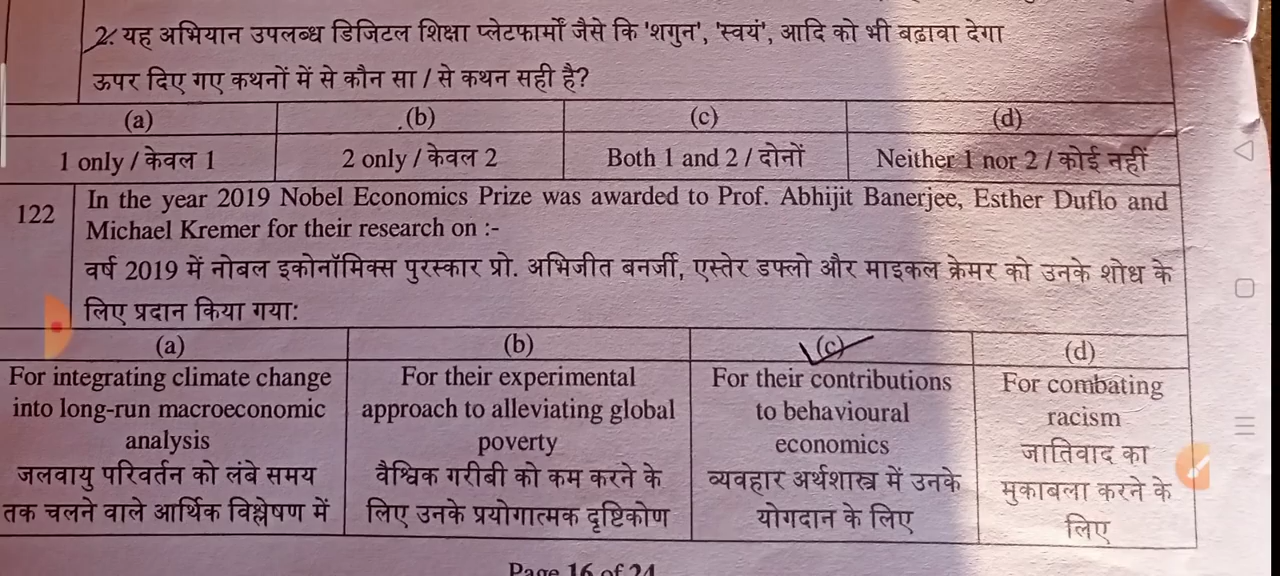 2. यह अभियान उपलब्ध डिजिटल शिक्षा प्लेटफार्मों जैसे कि 'शगुन', 'स्वयं', आदि को भी बढ़ावा देगा
ऊपर दिए गए कथनों में से कौन सा / से कथन सही है?
(a) (b) (c) (d)
1 only / केवल 1 2 only / केवल 2 Both 1 and 2 / दोनों Neither 1 nor 2 / कोई नहीं
122 In the year 2019 Nobel Economics Prize was awarded to Prof. Abhijit Banerjee, Esther Duflo and
Michael Kremer for their research on :-
वर्ष 2019 में नोबल इकोनॉमिक्स पुरस्कार प्रो. अभिजीत बनर्जी, एस्तेर डफ्लो और माइकल क्रेमर को उनके शोध के
लिए प्रदान किया गया:
(a) (b) (c) (d)
For integrating climate change
into long-run macroeconomic
analysis
जलवायु परिवर्तन को लंबे समय
तक चलने वाले आर्थिक विश्लेषण में
For their experimental
approach to alleviating global
poverty
वैश्विक गरीबी को कम करने के
लिए उनके प्रयोगात्मक दृष्टिकोण
For their contributions
to behavioural
economics
व्यवहार अर्थशास्त्र में उनके
योगदान के लिए
For combating
racism
जातिवाद का
मुकाबला करने के
लिए
Page 16 of 24